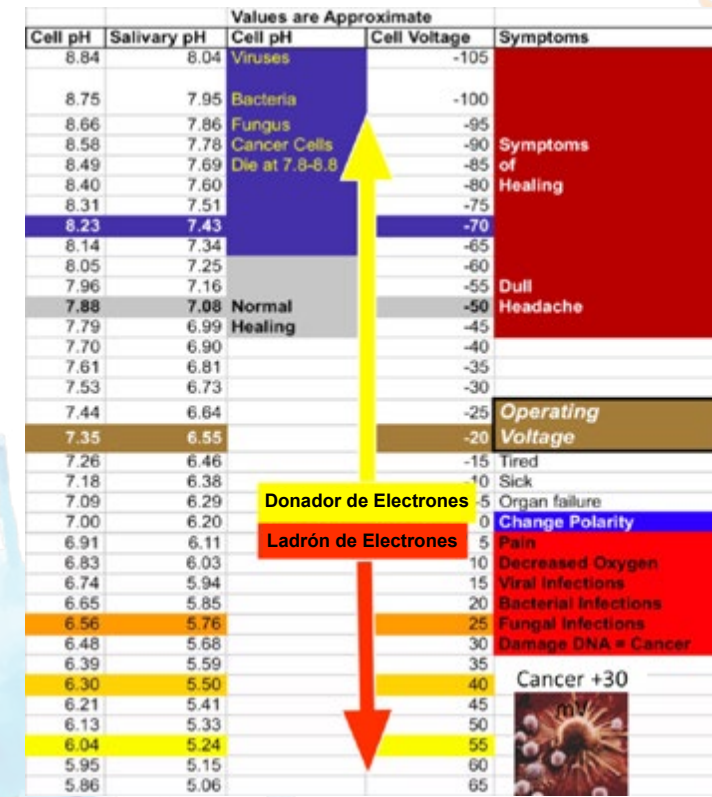 Values are Approximate
Cell pH Salivary pH Cell pH Cell Voltage Symptoms
8.84 8.04 Viruses -105
8.75 7.95 Bacteria -100
8.66 7.86 Fungus -95
8.58 7.78 Cancer Cells -90 Symptoms
8.49 7.69 Die at 7.8-8.8 -85 of
8.40 7.60 -80 Healing
8.31 7.51 -75
8.23 7.43 -70
8.14 7.34 -65
8.05 7.25 -60
7.96 7.16 -55 Dull
7.88 7.08 Normal -50 Headache
7.79 6.99 Healing -45
7.70 6.90 -40
7.61 6.81 -35
7.53 6.73 -30
7.44 6.64 -25 Operating
7.35 6.55 -20 Voltage
7.26 6.46 -15 Tired
7.18 6.38 -10 Sick
7.09 6.29 Donador de Electrones -5 Organ failure
7.00 6.20 0 Change Polarity
6.91 6.11 Ladrón de Electrones 5 Pain
6.83 6.03 10 Decreased Oxygen
6.74 5.94 15 Viral Infections
6.65 5.85 20 Bacterial Infections
6.56 5.76 25 Fungal Infections
6.48 5.68 30 Damage DNA = Cancer
6.39 5.59 35
6.30 5.50 40 Cancer +30
6.21 5.41 45 mV
6.13 5.33 50
6.04 5.24 55
5.95 5.15 60
5.86 5.06 65